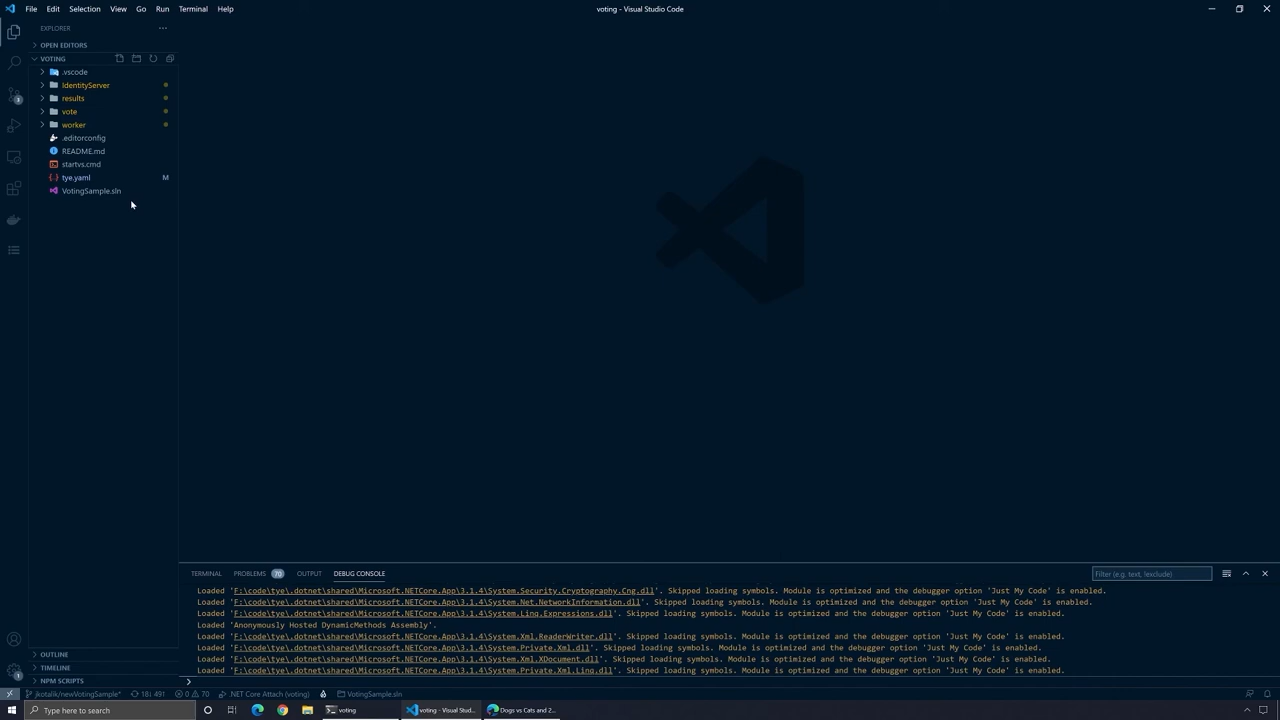 File Edit Selection View Go Run Terminal Help
voting - Visual Studio Code
EXPLORER
OPEN EDITORS
VOTING
.vscode
IdentityServer
results
vote
worker
.editorconfig
README.md
startvs.cmd
tye.yaml M
VotingSample.sln
3
1
OUTLINE
TIMELINE
NPM SCRIPTS
TERMINAL PROBLEMS 70 OUTPUT DEBUG CONSOLE
Filter (e.g. text, !exclude)
Loaded 'F:\code\tye\.dotnet\shared\Microsoft.NETCore.App\3.1.4\System.Security.Cryptography.Cng.dll'. Skipped loading symbols. Module is optimized and the debugger option 'Just My Code' is enabled.
Loaded 'F:\code\tye\.dotnet\shared\Microsoft.NETCore.App\3.1.4\System.Net.NetworkInformation.dll'. Skipped loading symbols. Module is optimized and the debugger option 'Just My Code' is enabled.
Loaded 'F:\code\tye\.dotnet\shared\Microsoft.NETCore.App\3.1.4\System.Linq.Expressions.dll'. Skipped loading symbols. Module is optimized and the debugger option 'Just My Code' is enabled.
Loaded 'Anonymously Hosted DynamicMethods Assembly'.
Loaded 'F:\code\tye\.dotnet\shared\Microsoft.NETCore.App\3.1.4\System.Xml.ReaderWriter.dll'. Skipped loading symbols. Module is optimized and the debugger option 'Just My Code' is enabled.
Loaded 'F:\code\tye\.dotnet\shared\Microsoft.NETCore.App\3.1.4\System.Private.Xml.dll'. Skipped loading symbols. Module is optimized and the debugger option 'Just My Code' is enabled.
Loaded 'F:\code\tye\.dotnet\shared\Microsoft.NETCore.App\3.1.4\System.Xml.XDocument.dll'. Skipped loading symbols. Module is optimized and the debugger option 'Just My Code' is enabled.
Loaded 'F:\code\tye\.dotnet\shared\Microsoft.NETCore.App\3.1.4\System.Private.Xml.Linq.dll'. Skipped loading symbols. Module is optimized and the debugger option 'Just My Code' is enabled.
jkotalik/newVotingSample* 18↓ 49↑ 0 70 .NET Core Attach (voting) VotingSample.sln
Type here to search
voting
voting - Visual Stud...
Dogs vs Cats and 2...